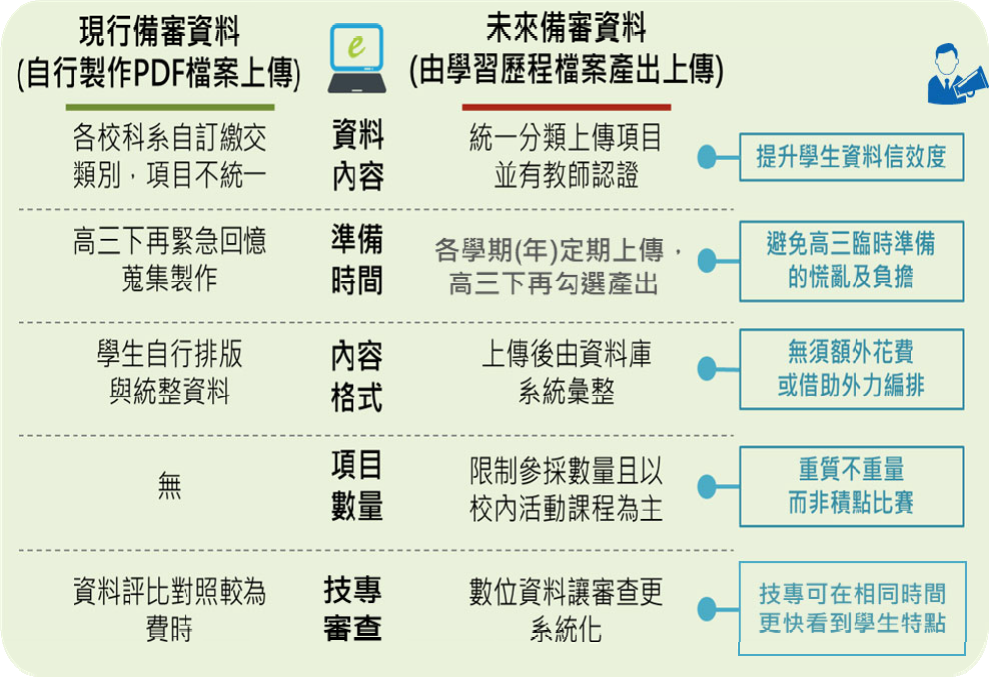 現行備審資料
(自行製作PDF檔案上傳)
e
未來備審資料
(由學習歷程檔案產出上傳)
各校科系自訂繳交
類別，項目不統一
資料
內容
統一分類上傳項目
並有教師認證
提升學生資料信效度
高三下再緊急回憶
蒐集製作
準備
時間
各學期(年)定期上傳，
高三下再勾選產出
避免高三臨時準備
的慌亂及負擔
學生自行排版
與統整資料
內容
格式
上傳後由資料庫
系統彙整
無須額外花費
或借助外力編排
無
項目
數量
限制參採數量且以
校內活動課程為主
重質不重量
而非積點比賽
資料評比對照較為
費時
技專
審查
數位資料讓審查更
系統化
技專可在相同時間
更快看到學生特點